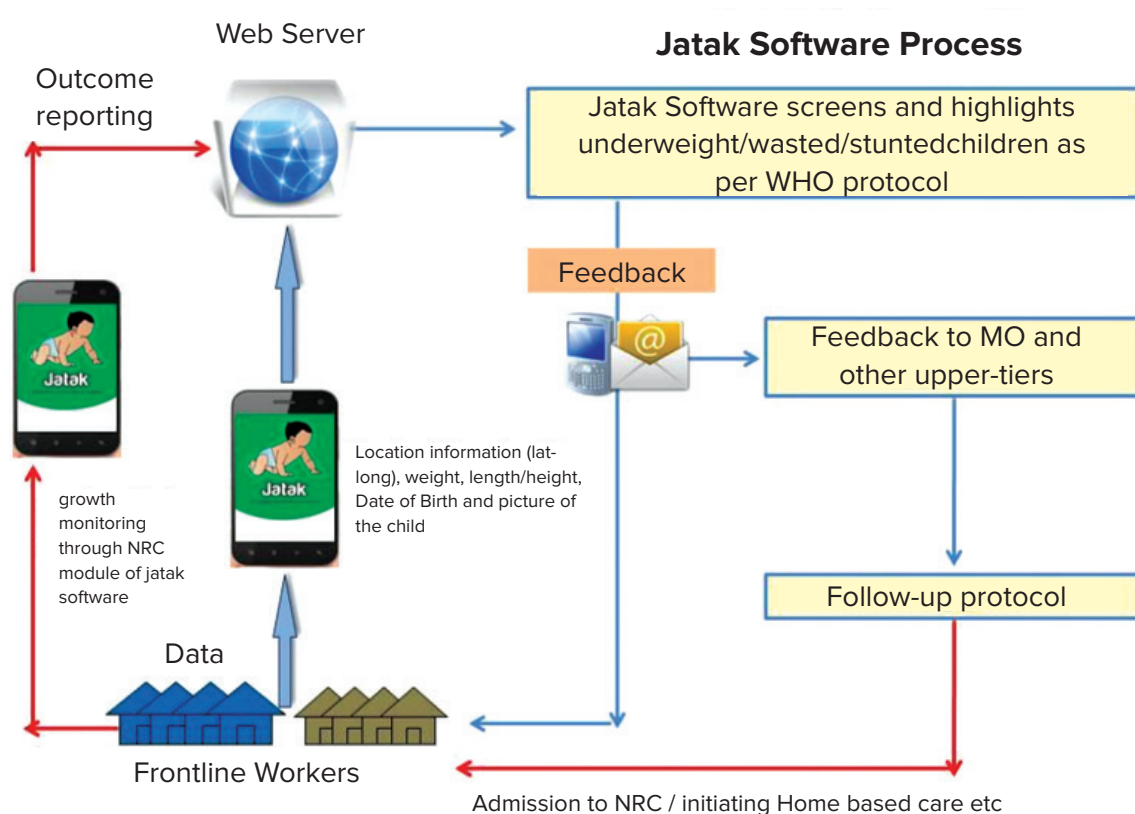 Web Server
Jatak Software Process
Outcome
reporting
Jatak Software screens and highlights
underweight/wasted/stuntedchildren as
per WHO protocol
Feedback
@
Feedback to MO and
other upper-tiers
Jatak
Jatak
Location information (lat-
long), weight, length/height,
Date of Birth and picture of
the child
growth
monitoring
through NRC
module of jatak
software
Follow-up protocol
Data
Frontline Workers
Admission to NRC / initiating Home based care etc